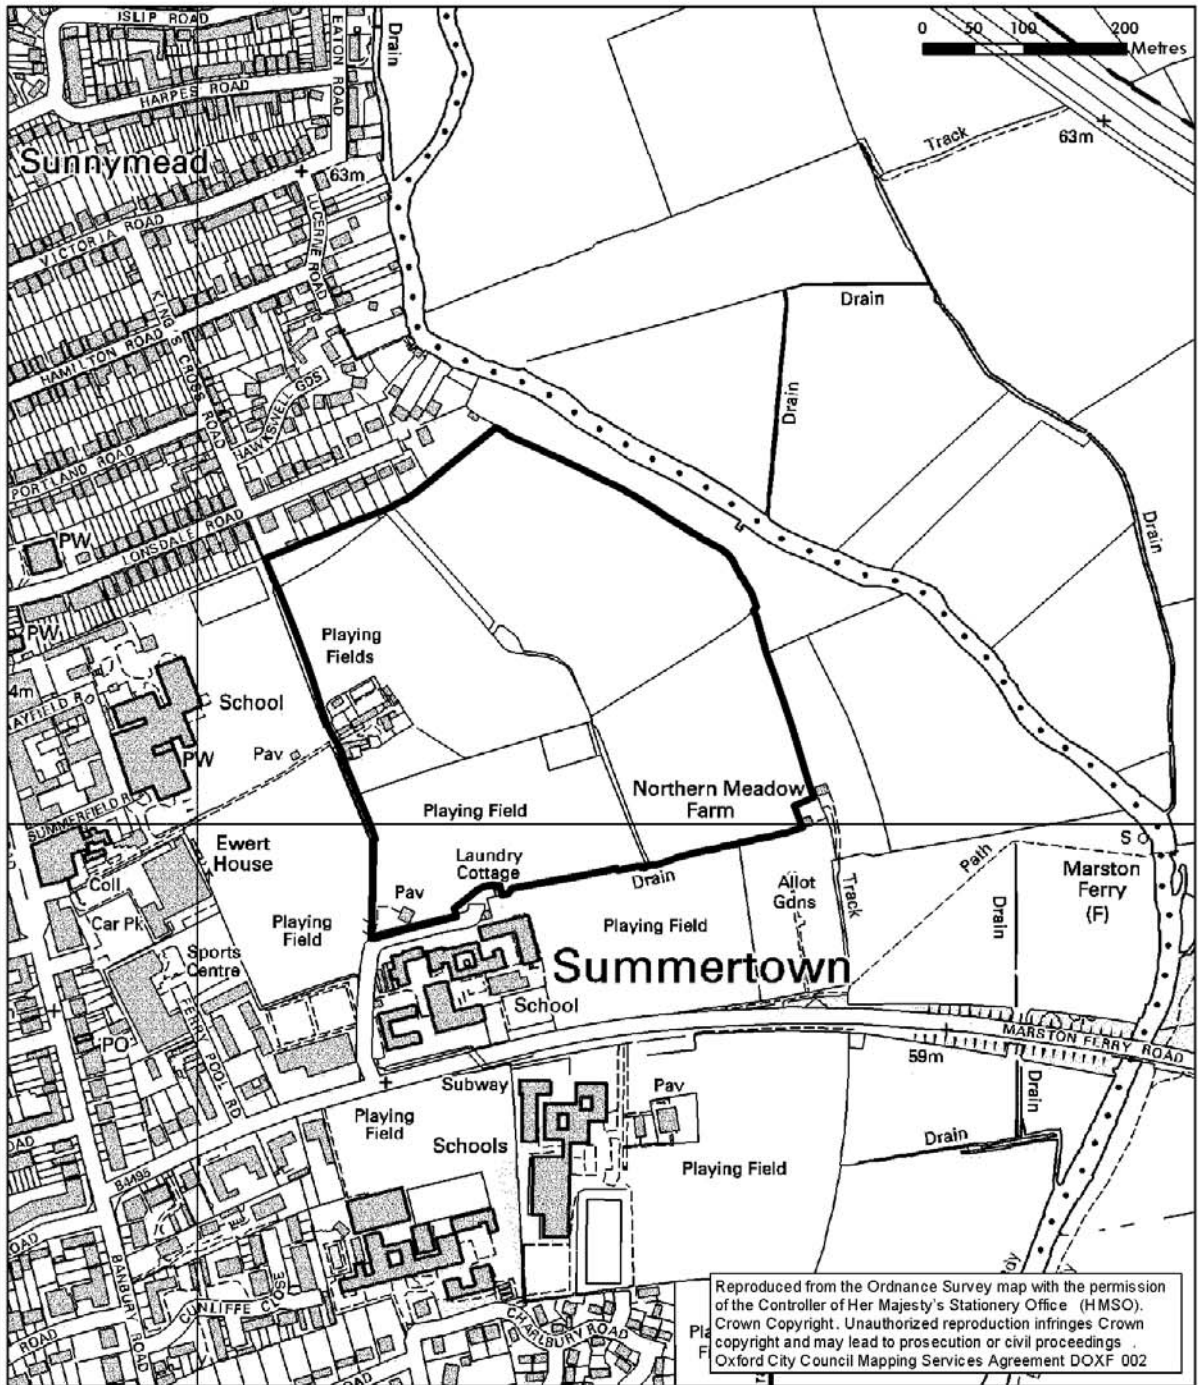 ISLIP ROAD
EATON ROAD
Drain
0 50 100 200
Metres
HARPES ROAD
Track
63m
Sunnymead
63m
LUCERNE ROAD
VICTORIA ROAD
KING'S CROSS ROAD
HAMILTON ROAD
Drain
Drain
HAWKSWELL GDS
PORTLAND ROAD
LONSDALE ROAD
PW
Drain
PW
Playing
Fields
4m
AYFIELD RD
School
PW
Pav
Northern Meadow
Farm
Playing Field
SUMMERFIELD R
Ewert
House
Laundry
Cottage
Drain
Coll
Pav
Car Pk
Playing
Field
Playing Field
Allot
Gdns
Track
Path
Drain
S O
Marston
Ferry
(F)
Sports
Centre
Summertown
School
FERRY POOL RD
PO
MARSTON FERRY ROAD
59m
Subway
Pav
Playing
Field
Schools
Drain
Drain
Playing Field
B4495
OAD
OAD
ROAD
BANBURY ROAD
CUNLIFFE CLOSE
CHARLBURY ROAD
Reproduced from the Ordnance Survey map with the permission
of the Controller of Her Majesty's Stationery Office (HMSO).
Crown Copyright. Unauthorized reproduction infringes Crown
copyright and may lead to prosecution or civil proceedings .
Oxford City Council Mapping Services Agreement DOXF 002